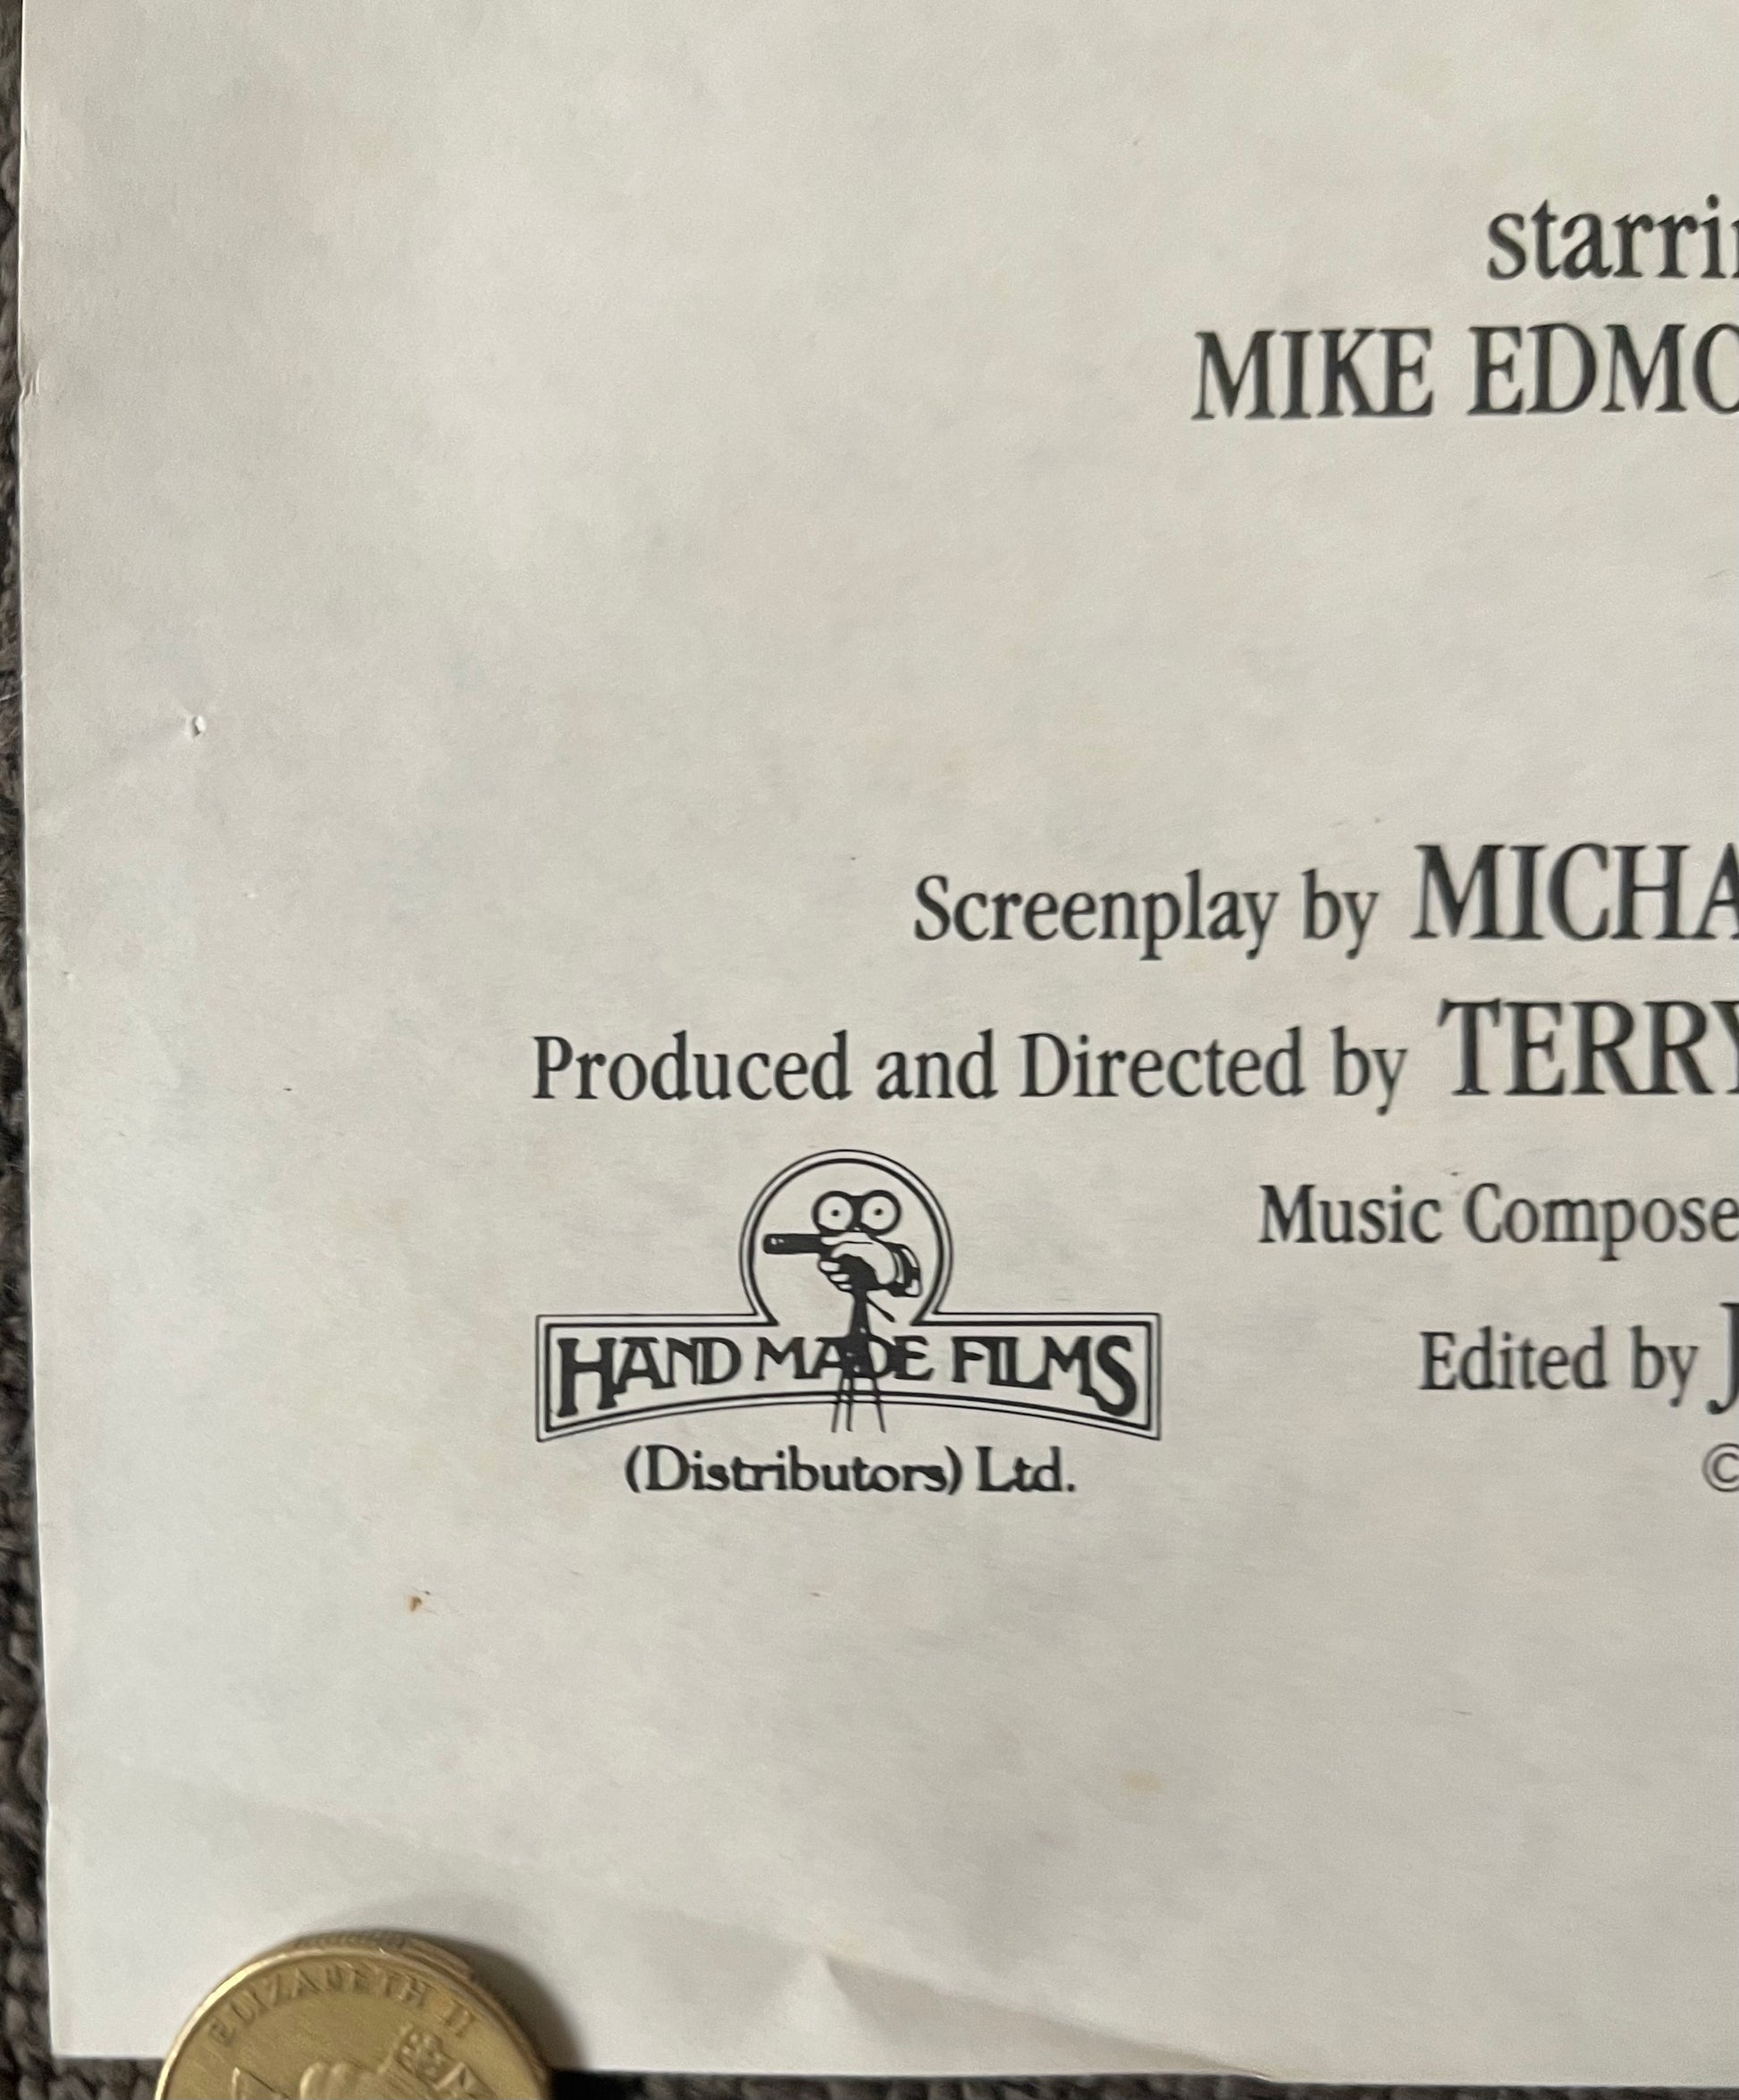 starri
MIKE EDMO
Screenplay by MICHA
Produced and Directed by TERRY
Music Compose
HAND MADE FILMS
(Distributors) Ltd.
Edited by J
©
ELIZABETH II